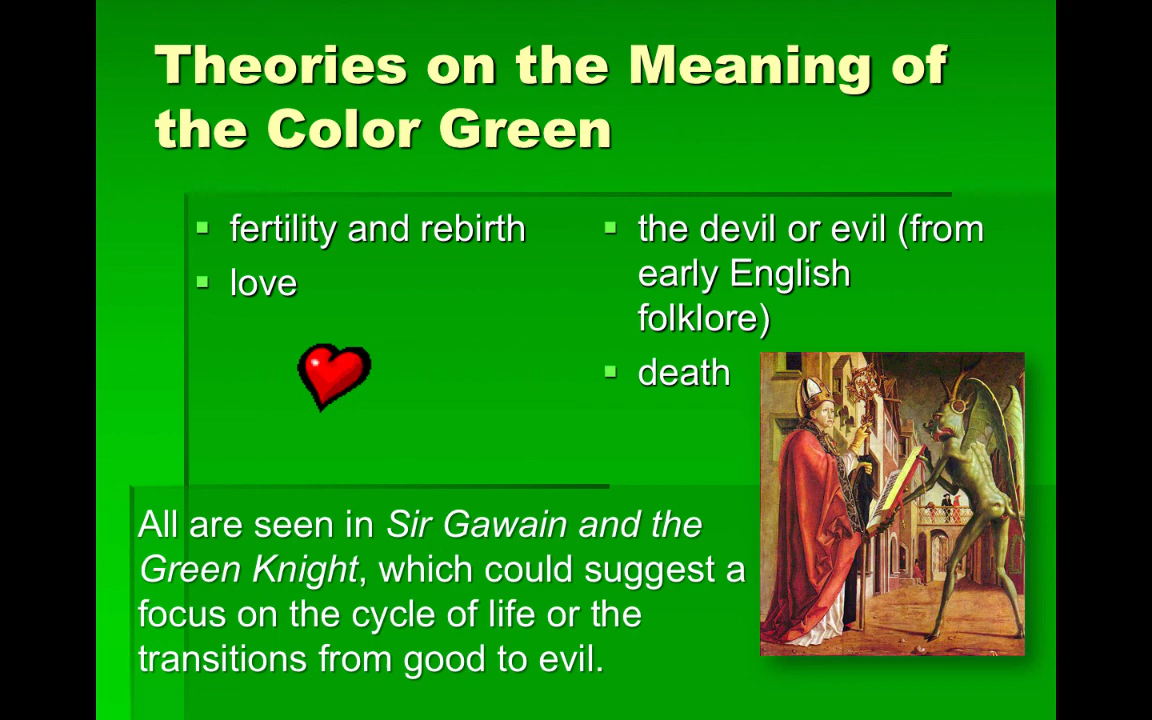 Theories on the Meaning of
the Color Green
fertility and rebirth
love
the devil or evil (from
early English
folklore)
death
All are seen in Sir Gawain and the
Green Knight, which could suggest a
focus on the cycle of life or the
transitions from good to evil.